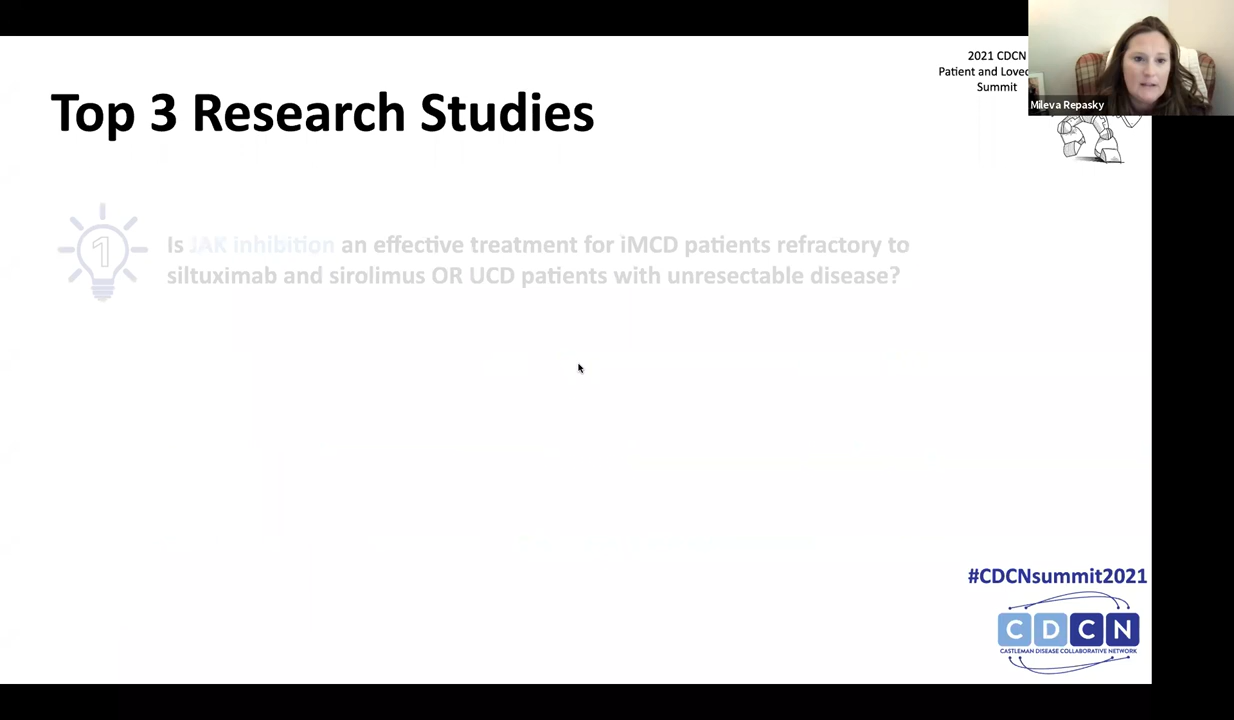 2021 CDCN
Patient and Loved
Summit
Mileva Repasky
Top 3 Research Studies
1
Is JAK inhibition an effective treatment for iMCD patients refractory to
siltuximab and sirolimus OR UCD patients with unresectable disease?
#CDCNsummit2021
CDCN
CASTLEMAN DISEASE COLLABORATIVE NETWORK